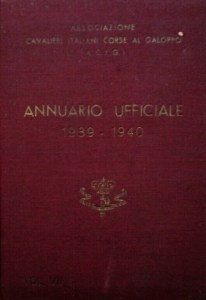 ASSOCIAZIONE
CAVALIERI ITALIANI CORSE AL GALOPPO
ANNUARIO UFFICIALE
1939 - 1940